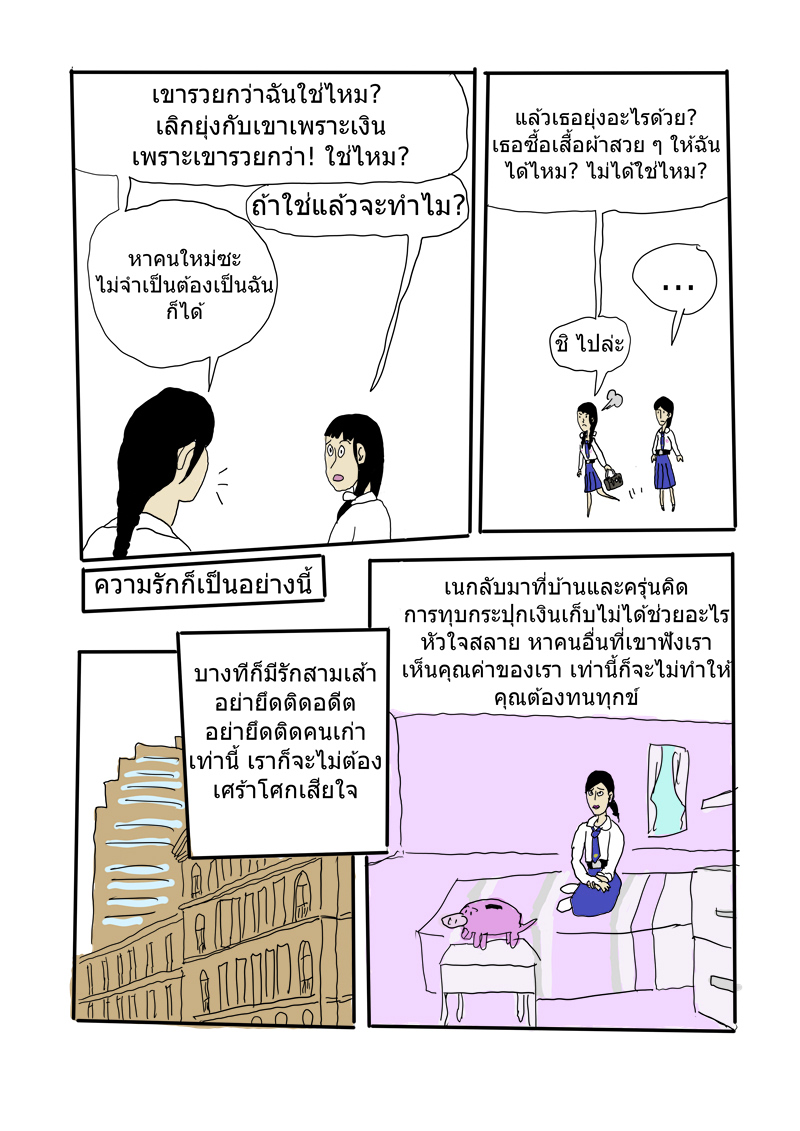 เขารวยกว่าฉันใช่ไหม?
เลิกยุ่งกับเขาเพราะเงิน
เพราะเขารวยกว่า! ใช่ไหม?
ถ้าใช่แล้วจะทำไม?
หาคนใหม่ซะ
ไม่จำเป็นต้องเป็นฉัน
ก็ได้
แล้วเธอยุ่งอะไรด้วย?
เธอซื้อเสื้อผ้าสวย ๆ ให้ฉัน
ได้ไหม? ไม่ได้ใช่ไหม?
...
ชิ ไปล่ะ
ความรักก็เป็นอย่างนี้
บางทีก็มีรักสามเส้า
อย่ายึดติดอดีต
อย่ายึดติดคนเก่า
เท่านี้ เราก็จะไม่ต้อง
เศร้าโศกเสียใจ
เนกลับมาที่บ้านและครุ่นคิด
การทุบกระปุกเงินเก็บไม่ได้ช่วยอะไร
หัวใจสลาย หาคนอื่นที่เขาฟังเรา
เห็นคุณค่าของเรา เท่านี้ก็จะไม่ทำให้
คุณต้องทนทุกข์